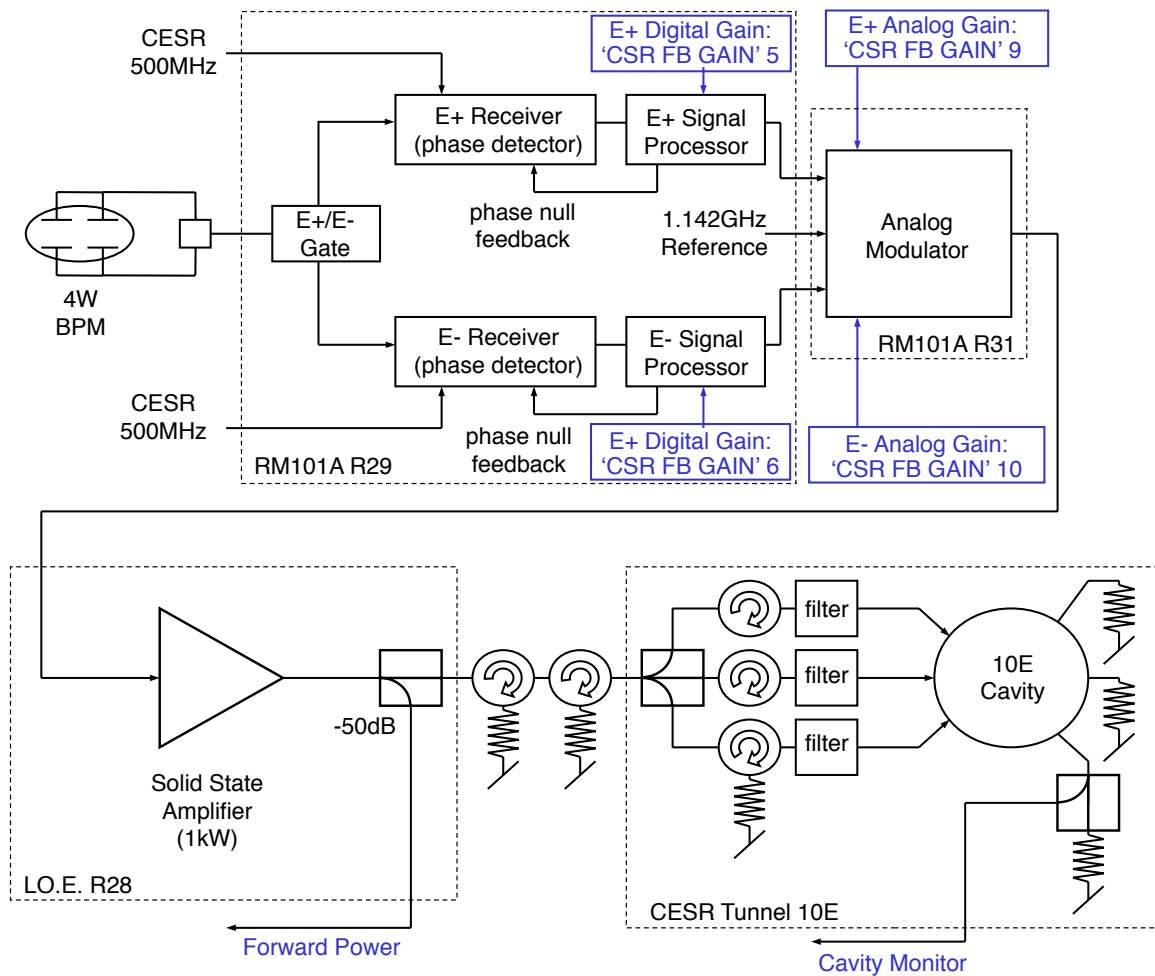 CESR
500MHz
E+ Digital Gain:
‘CSR FB GAIN’ 5
E+ Analog Gain:
‘CSR FB GAIN’ 9
E+ Receiver
(phase detector)
E+ Signal
Processor
phase null
feedback
1.142GHz
Reference
Analog
Modulator
E+/E-
Gate
4W
BPM
E- Receiver
(phase detector)
E- Signal
Processor
RM101A R31
CESR
500MHz
phase null
feedback
E+ Digital Gain:
‘CSR FB GAIN’ 6
E- Analog Gain:
‘CSR FB GAIN’ 10
RM101A R29
filter
filter
filter
10E
Cavity
-50dB
Solid State
Amplifier
(1kW)
LO.E. R28
CESR Tunnel 10E
Forward Power
Cavity Monitor